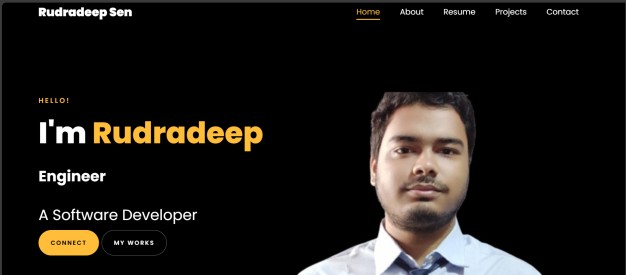 Rudradeep Sen
Home About Resume Projects Contact
HELLO!
I'm Rudradeep
Engineer
A Software Developer
CONNECT MY WORKS